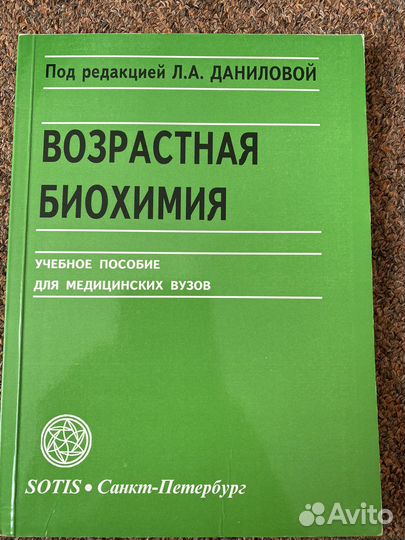 Под редакцией Л.А. ДАНИЛОВОЙ
ВОЗРАСТНАЯ
БИОХИМИЯ
УЧЕБНОЕ ПОСОБИЕ
ДЛЯ МЕДИЦИНСКИХ ВУЗОВ
SOTIS • Санкт-Петербург
Avito